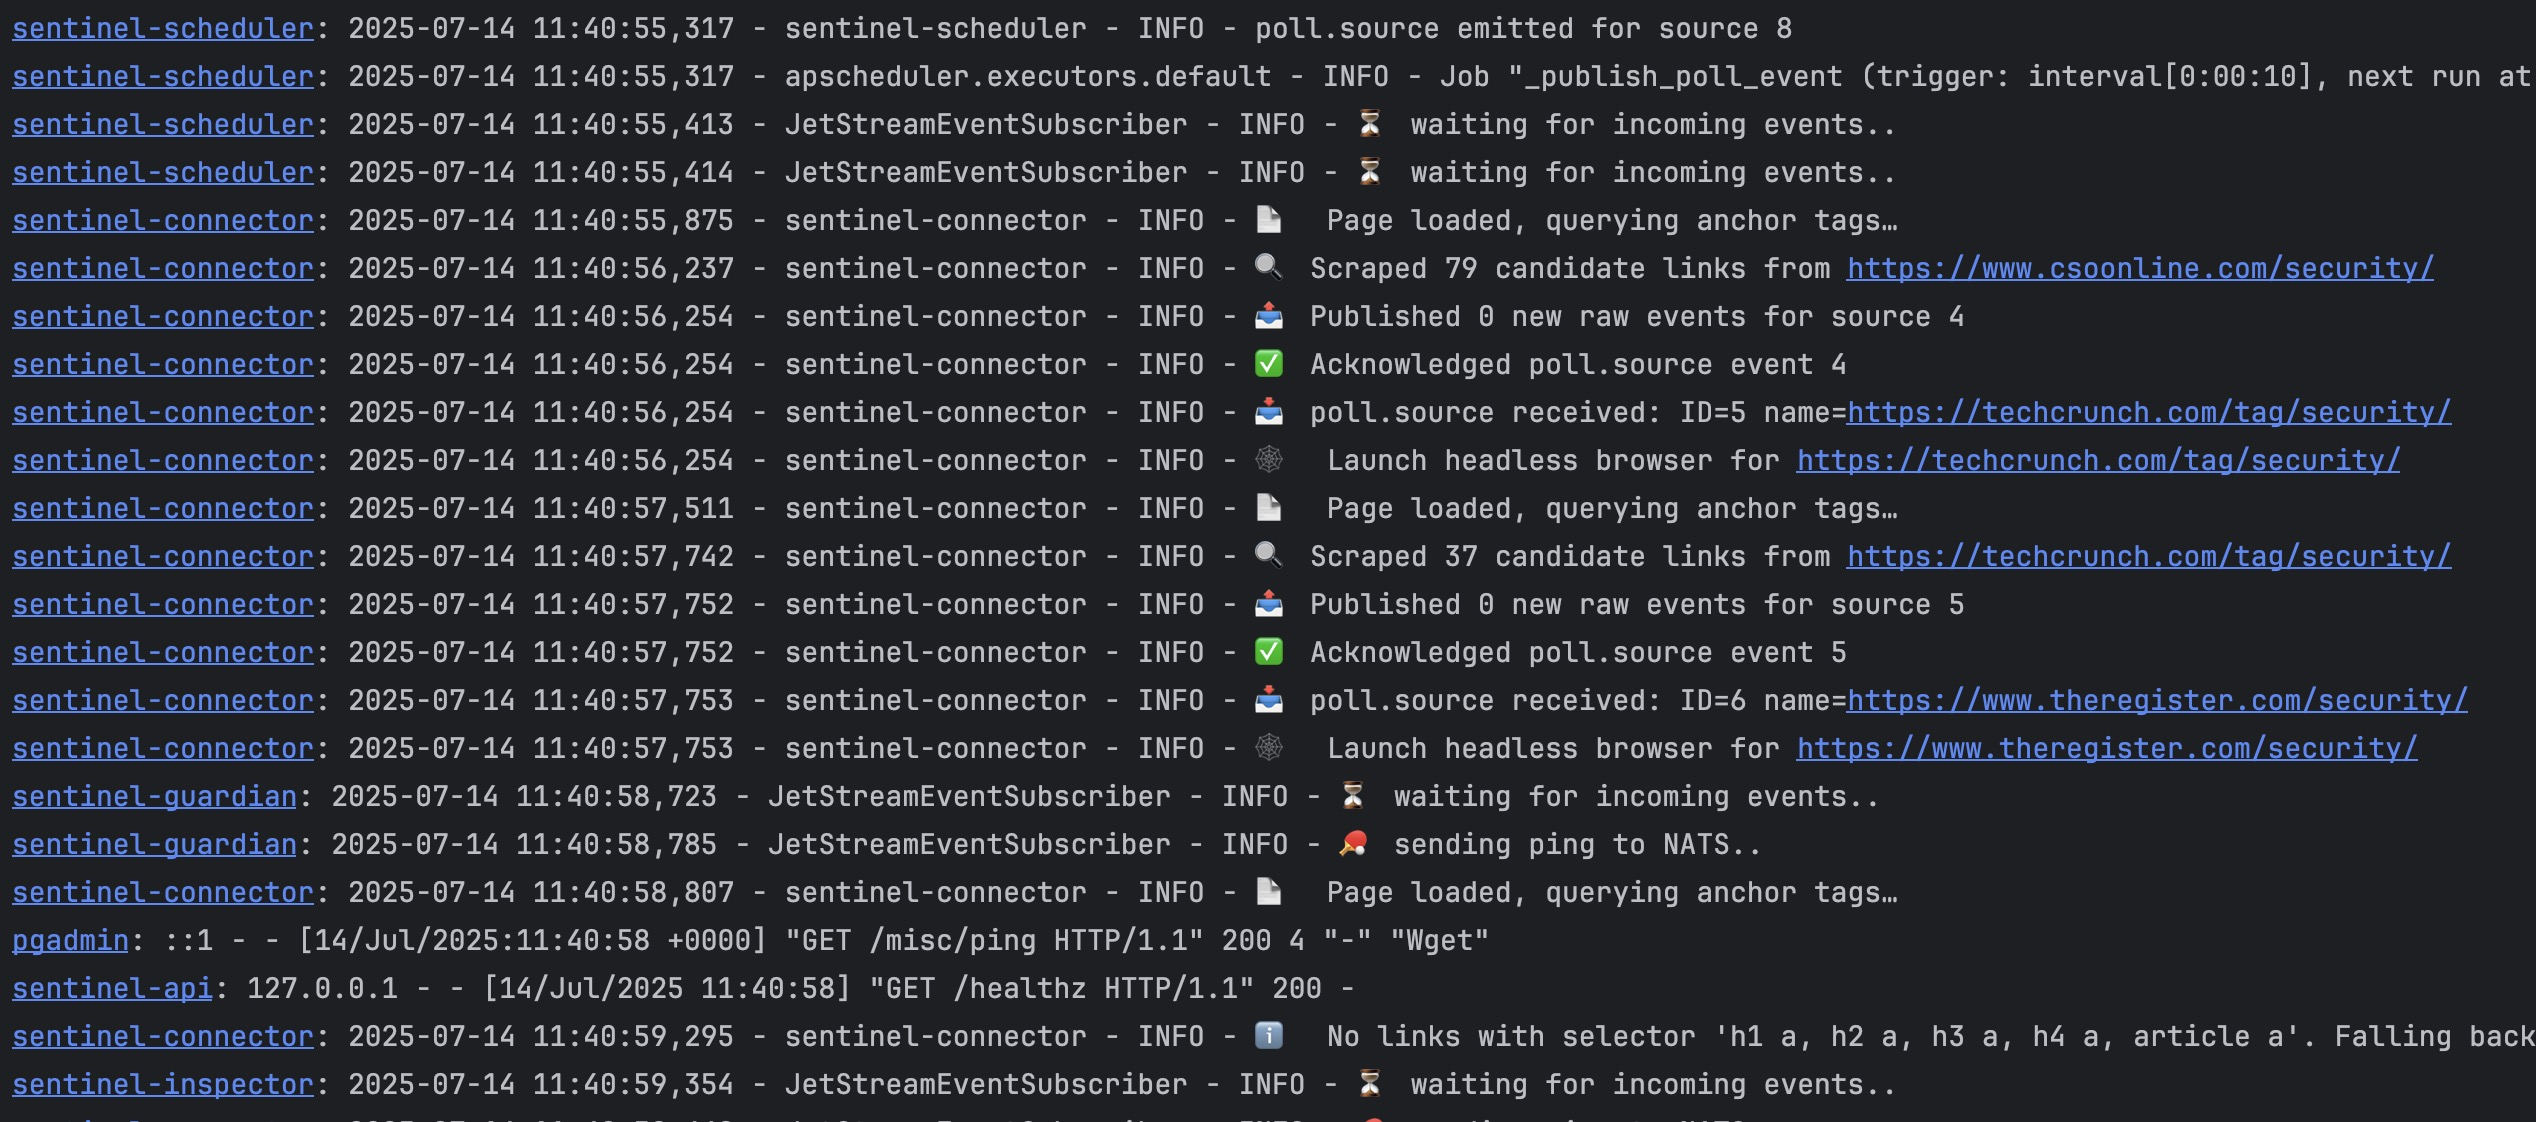 sentinel-scheduler: 2025-07-14 11:40:55,317 - sentinel-scheduler - INFO - poll.source emitted for source 8
sentinel-scheduler: 2025-07-14 11:40:55,317 - apscheduler.executors.default - INFO - Job "_publish_poll_event (trigger: interval[0:00:10], next run at
sentinel-scheduler: 2025-07-14 11:40:55,413 - JetStreamEventSubscriber - INFO - ⏳ waiting for incoming events..
sentinel-scheduler: 2025-07-14 11:40:55,414 - JetStreamEventSubscriber - INFO - ⏳ waiting for incoming events..
sentinel-connector: 2025-07-14 11:40:55,875 - sentinel-connector - INFO - 📄 Page loaded, querying anchor tags…
sentinel-connector: 2025-07-14 11:40:56,237 - sentinel-connector - INFO - 🔍 Scraped 79 candidate links from https://www.csoonline.com/security/
sentinel-connector: 2025-07-14 11:40:56,254 - sentinel-connector - INFO - 📤 Published 0 new raw events for source 4
sentinel-connector: 2025-07-14 11:40:56,254 - sentinel-connector - INFO - ✅ Acknowledged poll.source event 4
sentinel-connector: 2025-07-14 11:40:56,254 - sentinel-connector - INFO - 📥 poll.source received: ID=5 name=https://techcrunch.com/tag/security/
sentinel-connector: 2025-07-14 11:40:56,254 - sentinel-connector - INFO - 🕸 Launch headless browser for https://techcrunch.com/tag/security/
sentinel-connector: 2025-07-14 11:40:57,511 - sentinel-connector - INFO - 📄 Page loaded, querying anchor tags…
sentinel-connector: 2025-07-14 11:40:57,742 - sentinel-connector - INFO - 🔍 Scraped 37 candidate links from https://techcrunch.com/tag/security/
sentinel-connector: 2025-07-14 11:40:57,752 - sentinel-connector - INFO - 📤 Published 0 new raw events for source 5
sentinel-connector: 2025-07-14 11:40:57,752 - sentinel-connector - INFO - ✅ Acknowledged poll.source event 5
sentinel-connector: 2025-07-14 11:40:57,753 - sentinel-connector - INFO - 📥 poll.source received: ID=6 name=https://www.theregister.com/security/
sentinel-connector: 2025-07-14 11:40:57,753 - sentinel-connector - INFO - 🕸 Launch headless browser for https://www.theregister.com/security/
sentinel-guardian: 2025-07-14 11:40:58,723 - JetStreamEventSubscriber - INFO - ⏳ waiting for incoming events..
sentinel-guardian: 2025-07-14 11:40:58,785 - JetStreamEventSubscriber - INFO - 🏓 sending ping to NATS..
sentinel-connector: 2025-07-14 11:40:58,807 - sentinel-connector - INFO - 📄 Page loaded, querying anchor tags…
pgadmin: ::1 - - [14/Jul/2025:11:40:58 +0000] "GET /misc/ping HTTP/1.1" 200 4 "-" "Wget"
sentinel-api: 127.0.0.1 - - [14/Jul/2025 11:40:58] "GET /healthz HTTP/1.1" 200 -
sentinel-connector: 2025-07-14 11:40:59,295 - sentinel-connector - INFO - ℹ️ No links with selector 'h1 a, h2 a, h3 a, h4 a, article a'. Falling back
sentinel-inspector: 2025-07-14 11:40:59,354 - JetStreamEventSubscriber - INFO - ⏳ waiting for incoming events..